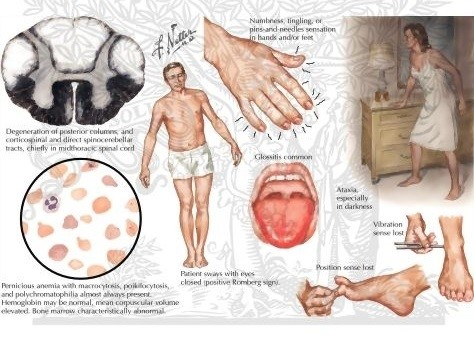 Numbness, tingling, or
pins-and-needles sensation
in hands and/or feet
F. Netter
M.D.
Degeneration of posterior columns, and
corticospinal and direct spinocerebellar
tracts, chiefly in midthoracic spinal cord
Glossitis common
Ataxia,
especially
in darkness
Vibration
sense lost
Position sense lost
Patient sways with eyes
closed (positive Romberg sign).
Pernicious anemia with macrocytosis, poikilocytosis,
and polychromatophilia almost always present.
Hemoglobin may be normal, mean corpuscular volume
elevated. Bone marrow characteristically abnormal.